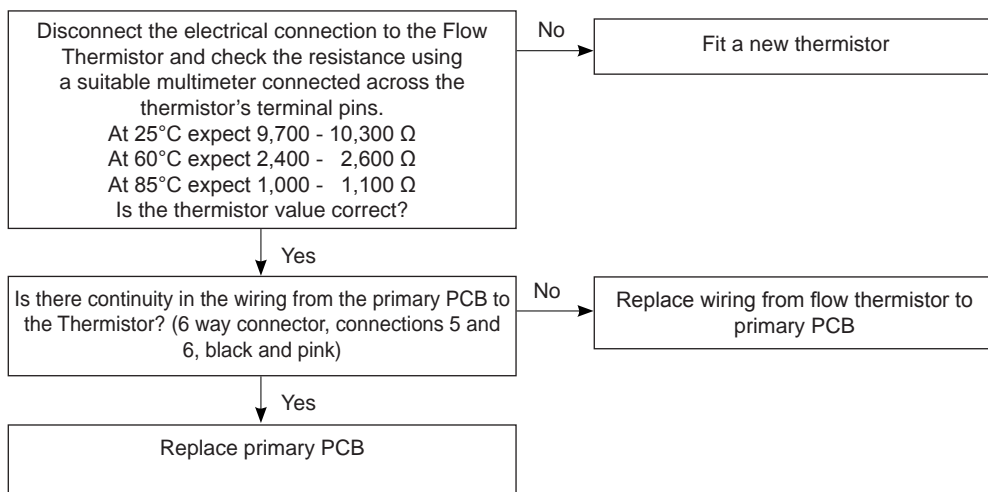 Disconnect the electrical connection to the Flow
Thermistor and check the resistance using
a suitable multimeter connected across the
thermistor’s terminal pins.
At 25°C expect 9,700 - 10,300 Ω
At 60°C expect 2,400 - 2,600 Ω
At 85°C expect 1,000 - 1,100 Ω
Is the thermistor value correct?
No
Fit a new thermistor
Yes
Is there continuity in the wiring from the primary PCB to
the Thermistor? (6 way connector, connections 5 and
6, black and pink)
No
Replace wiring from flow thermistor to
primary PCB
Yes
Replace primary PCB